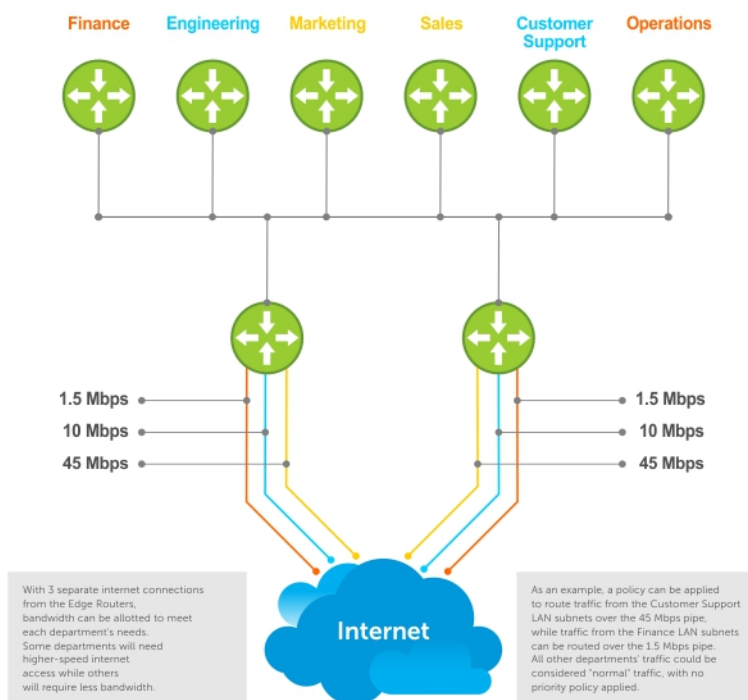 Finance
Engineering
Marketing
Sales
Customer
Support
Operations
1.5 Mbps
10 Mbps
45 Mbps
1.5 Mbps
10 Mbps
45 Mbps
Internet
With 3 separate internet connections
from the Edge Routers,
bandwidth can be allotted to meet
each department's needs.
Some departments will need
higher-speed internet
access while others
will require less bandwidth.
As an example, a policy can be applied
to route traffic from the Customer Support
LAN subnets over the 45 Mbps pipe,
while traffic from the Finance LAN subnets
can be routed over the 1.5 Mbps pipe.
All other departments' traffic could be
considered "normal" traffic, with no
priority policy applied.